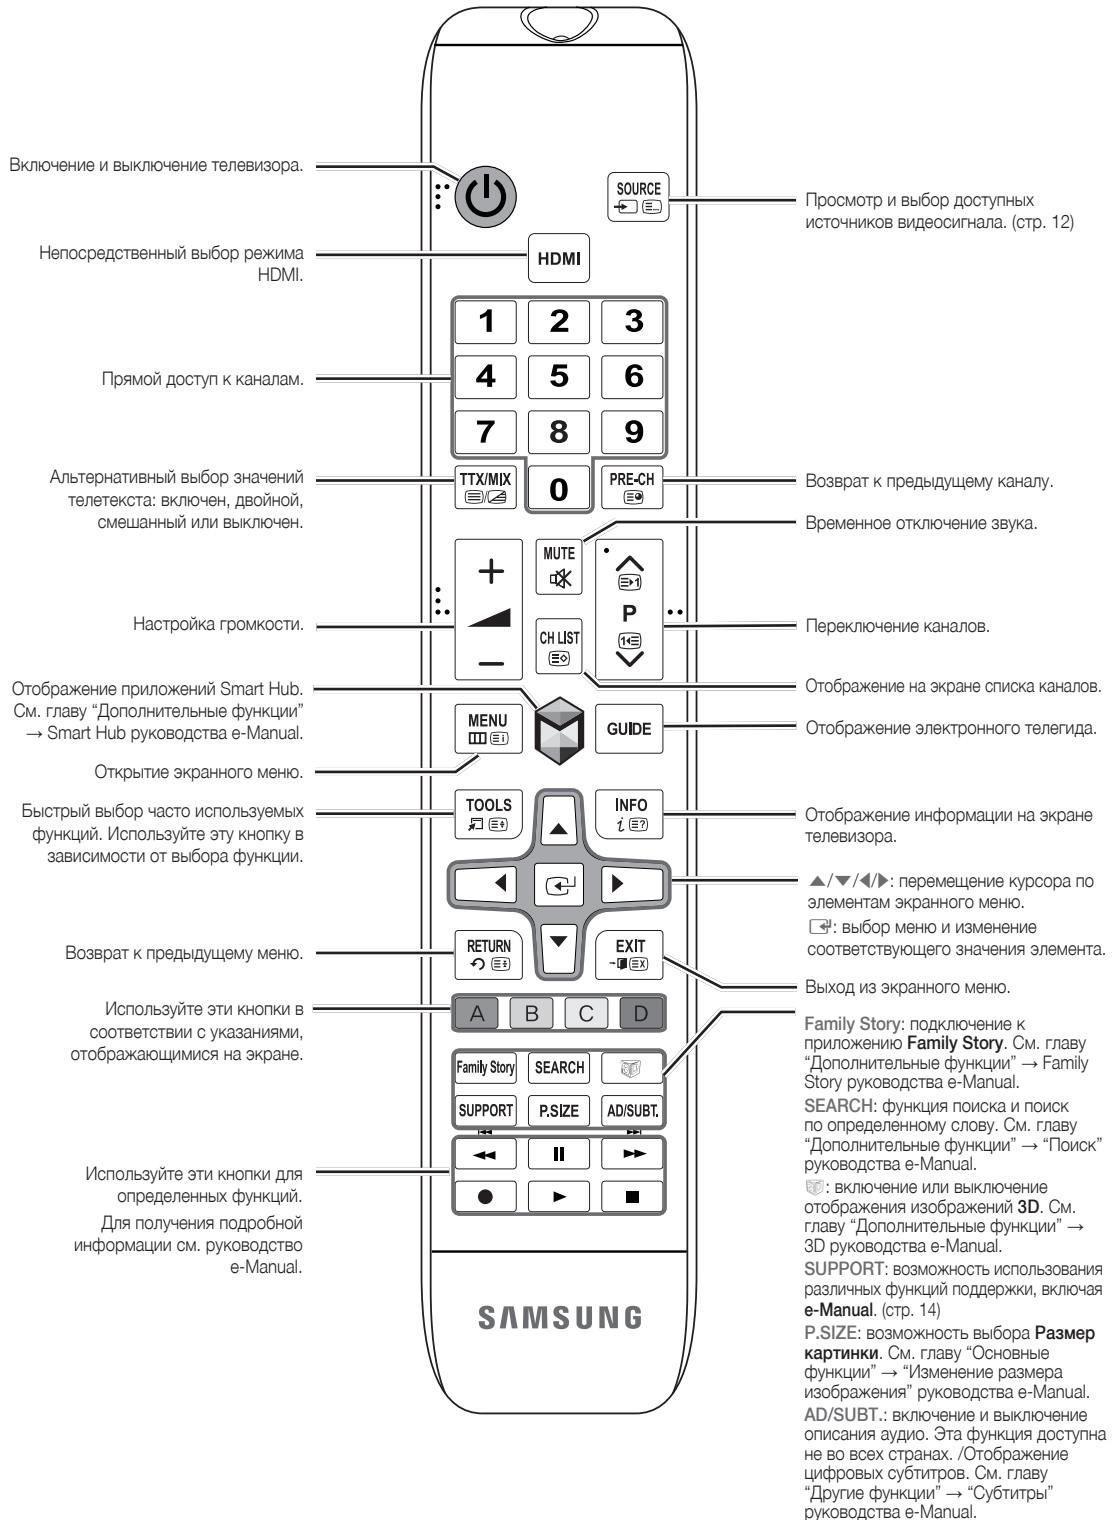 Включение и выключение телевизора.
SOURCE
Просмотр и выбор доступных
источников видеосигнала. (стр. 12)
Непосредственный выбор режима
HDMI.
HDMI
1 2 3
Прямой доступ к каналам.
4 5 6
7 8 9
Альтернативный выбор значений
телетекста: включен, двойной,
смешанный или выключен.
TTX/MIX
0
PRE-CH
Возврат к предыдущему каналу.
Временное отключение звука.
MUTE
+
P
Настройка громкости.
Переключение каналов.
CH LIST
−
Отображение на экране списка каналов.
Отображение приложений Smart Hub.
См. главу “Дополнительные функции”
→ Smart Hub руководства e-Manual.
MENU
GUIDE
Отображение электронного телегида.
Открытие экранного меню.
Быстрый выбор часто используемых
функций. Используйте эту кнопку в
зависимости от выбора функции.
TOOLS
INFO
Отображение информации на экране
телевизора.
▲/▼/◀/▶: перемещение курсора по
элементам экранного меню.
: выбор меню и изменение
соответствующего значения элемента.
Возврат к предыдущему меню.
RETURN
EXIT
Выход из экранного меню.
Используйте эти кнопки в
соответствии с указаниями,
отображающимися на экране.
A B C D
Family Story SEARCH
SUPPORT P.SIZE AD/SUBT.
Family Story: подключение к
приложению Family Story. См. главу
“Дополнительные функции” → Family
Story руководства e-Manual.
SEARCH: функция поиска и поиск
по определенному слову. См. главу
“Дополнительные функции” → “Поиск”
руководства e-Manual.
: включение или выключение
отображения изображений 3D. См.
главу “Дополнительные функции” →
3D руководства e-Manual.
SUPPORT: возможность использования
различных функций поддержки, включая
e-Manual. (стр. 14)
P.SIZE: возможность выбора Размер
картинки. См. главу “Основные
функции” → “Изменение размера
изображения” руководства e-Manual.
AD/SUBT.: включение и выключение
описания аудио. Эта функция доступна
не во всех странах. /Отображение
цифровых субтитров. См. главу
“Другие функции” → “Субтитры”
руководства e-Manual.
Используйте эти кнопки для
определенных функций.
Для получения подробной
информации см. руководство
e-Manual.
SAMSUNG